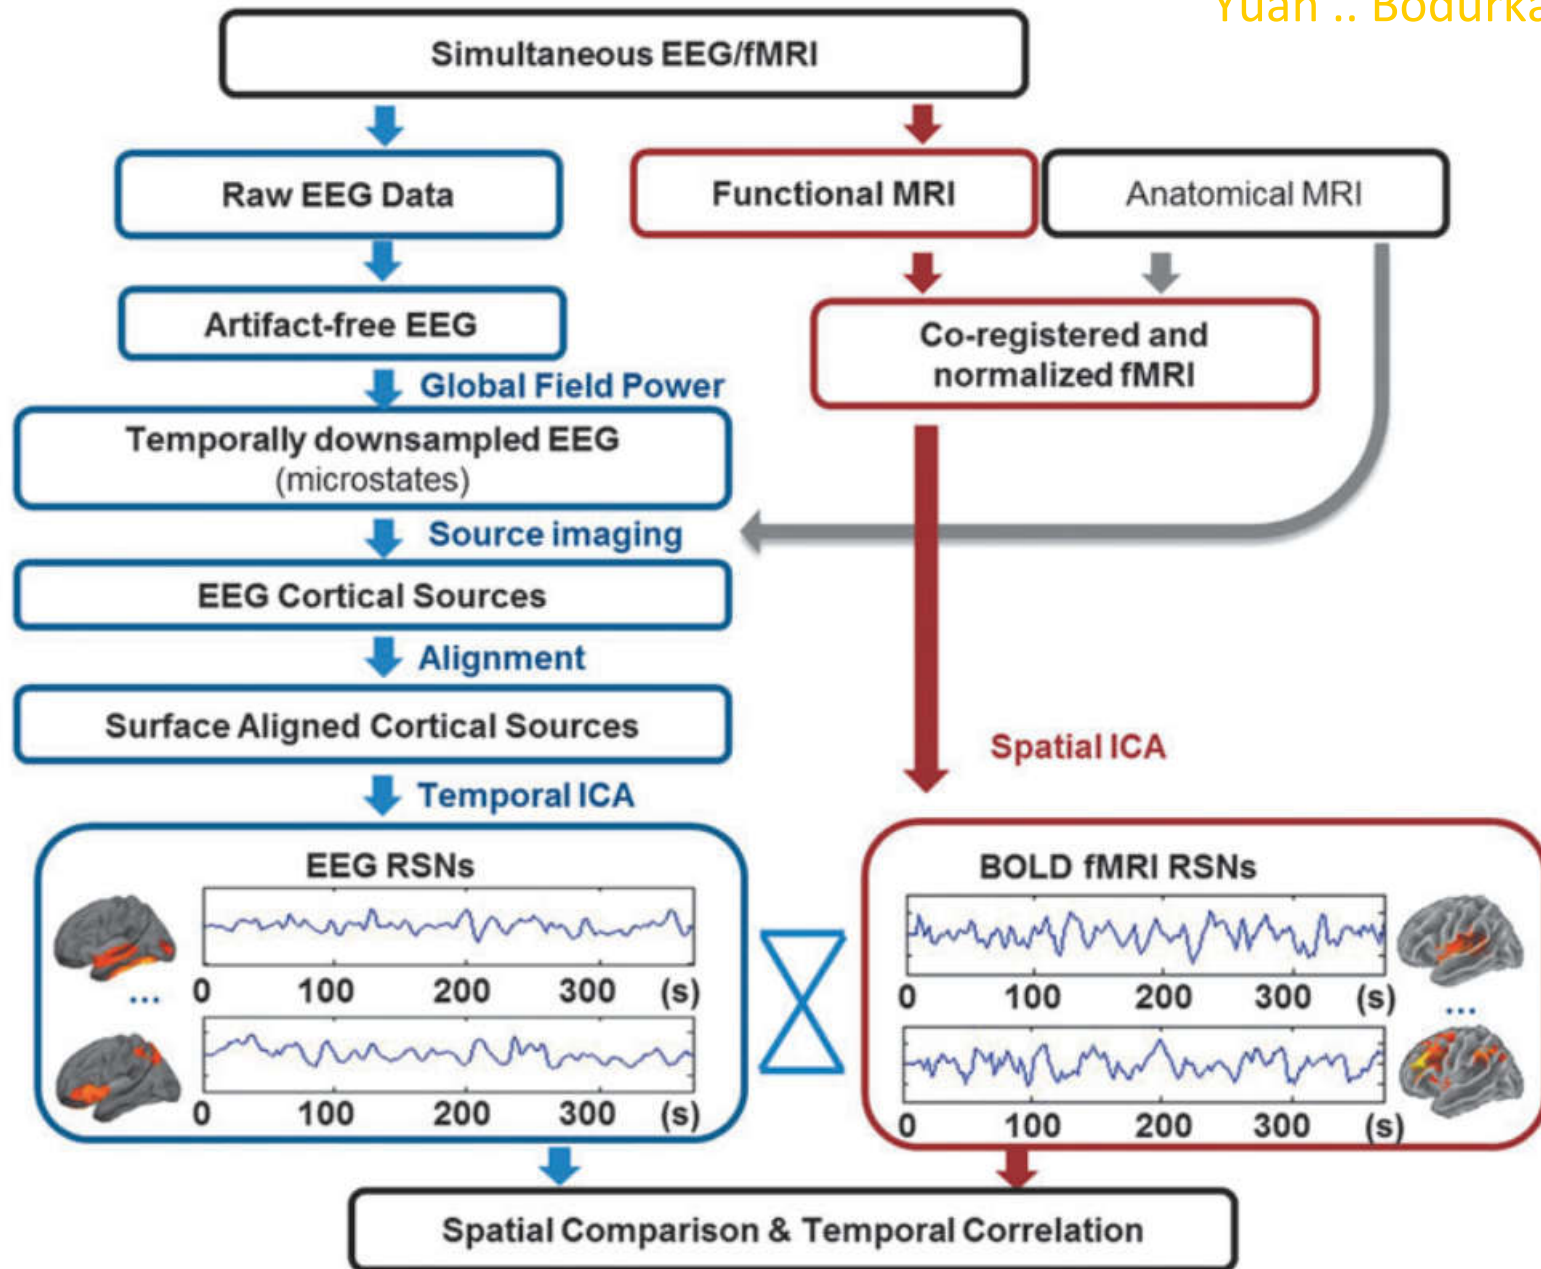 Yuan .. Bodurka
Simultaneous EEG/fMRI
Raw EEG Data
Functional MRI
Anatomical MRI
Artifact-free EEG
Co-registered and
normalized fMRI
Global Field Power
Temporally downsampled EEG
(microstates)
Source imaging
EEG Cortical Sources
Alignment
Surface Aligned Cortical Sources
Spatial ICA
Temporal ICA
EEG RSNs
... 0 100 200 300 (s)
0 100 200 300 (s)
BOLD fMRI RSNs
0 100 200 300 (s) ...
0 100 200 300 (s)
Spatial Comparison & Temporal Correlation